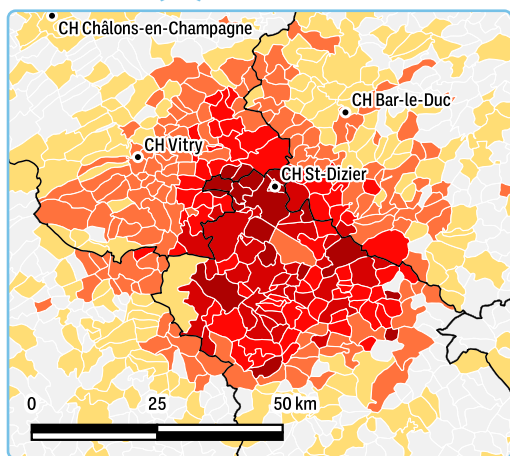 CH Châlons-en-Champagne
CH Bar-le-Duc
CH Vitry
CH St-Dizier
0 25 50 km